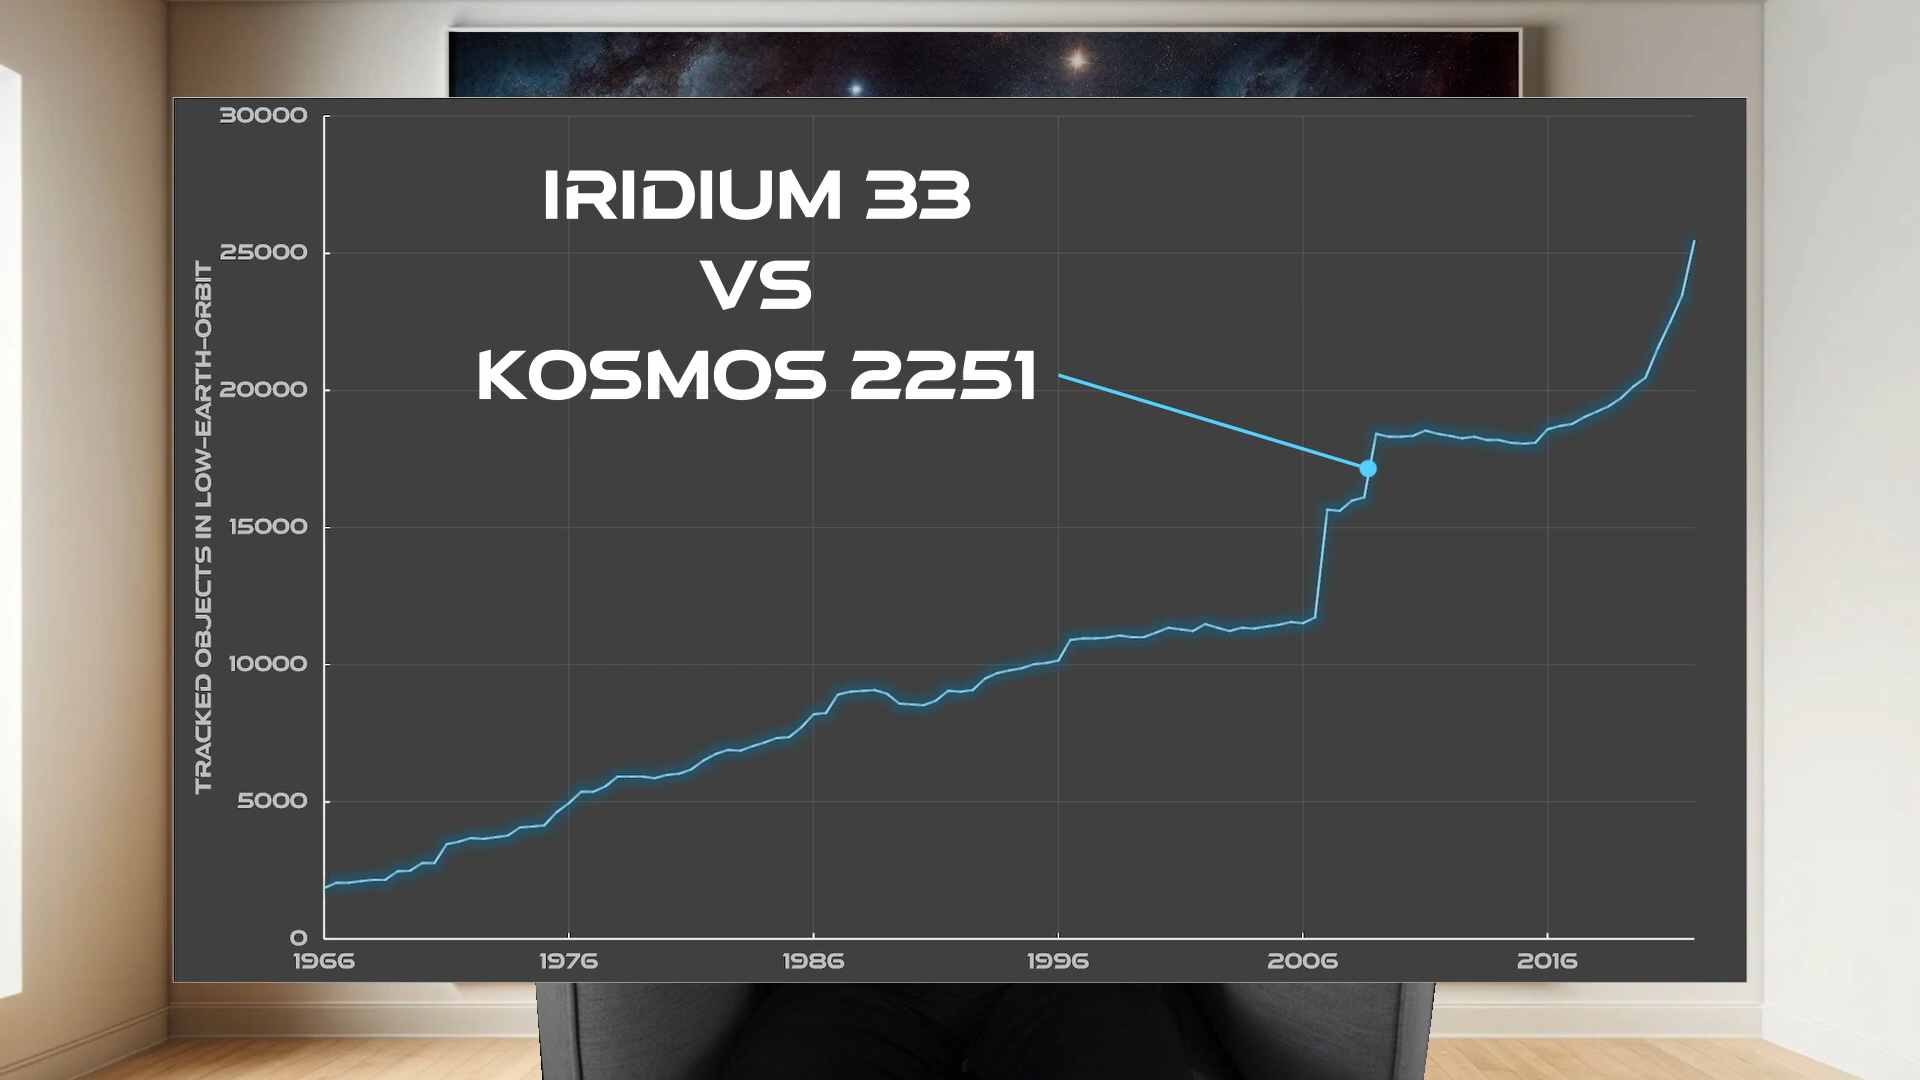 IRIDIUM 33
VS
KOSMOS 2251
TRACKED OBJECTS IN LOW-EARTH-ORBIT
30000
25000
20000
15000
10000
5000
0
1966 1976 1986 1996 2006 2016